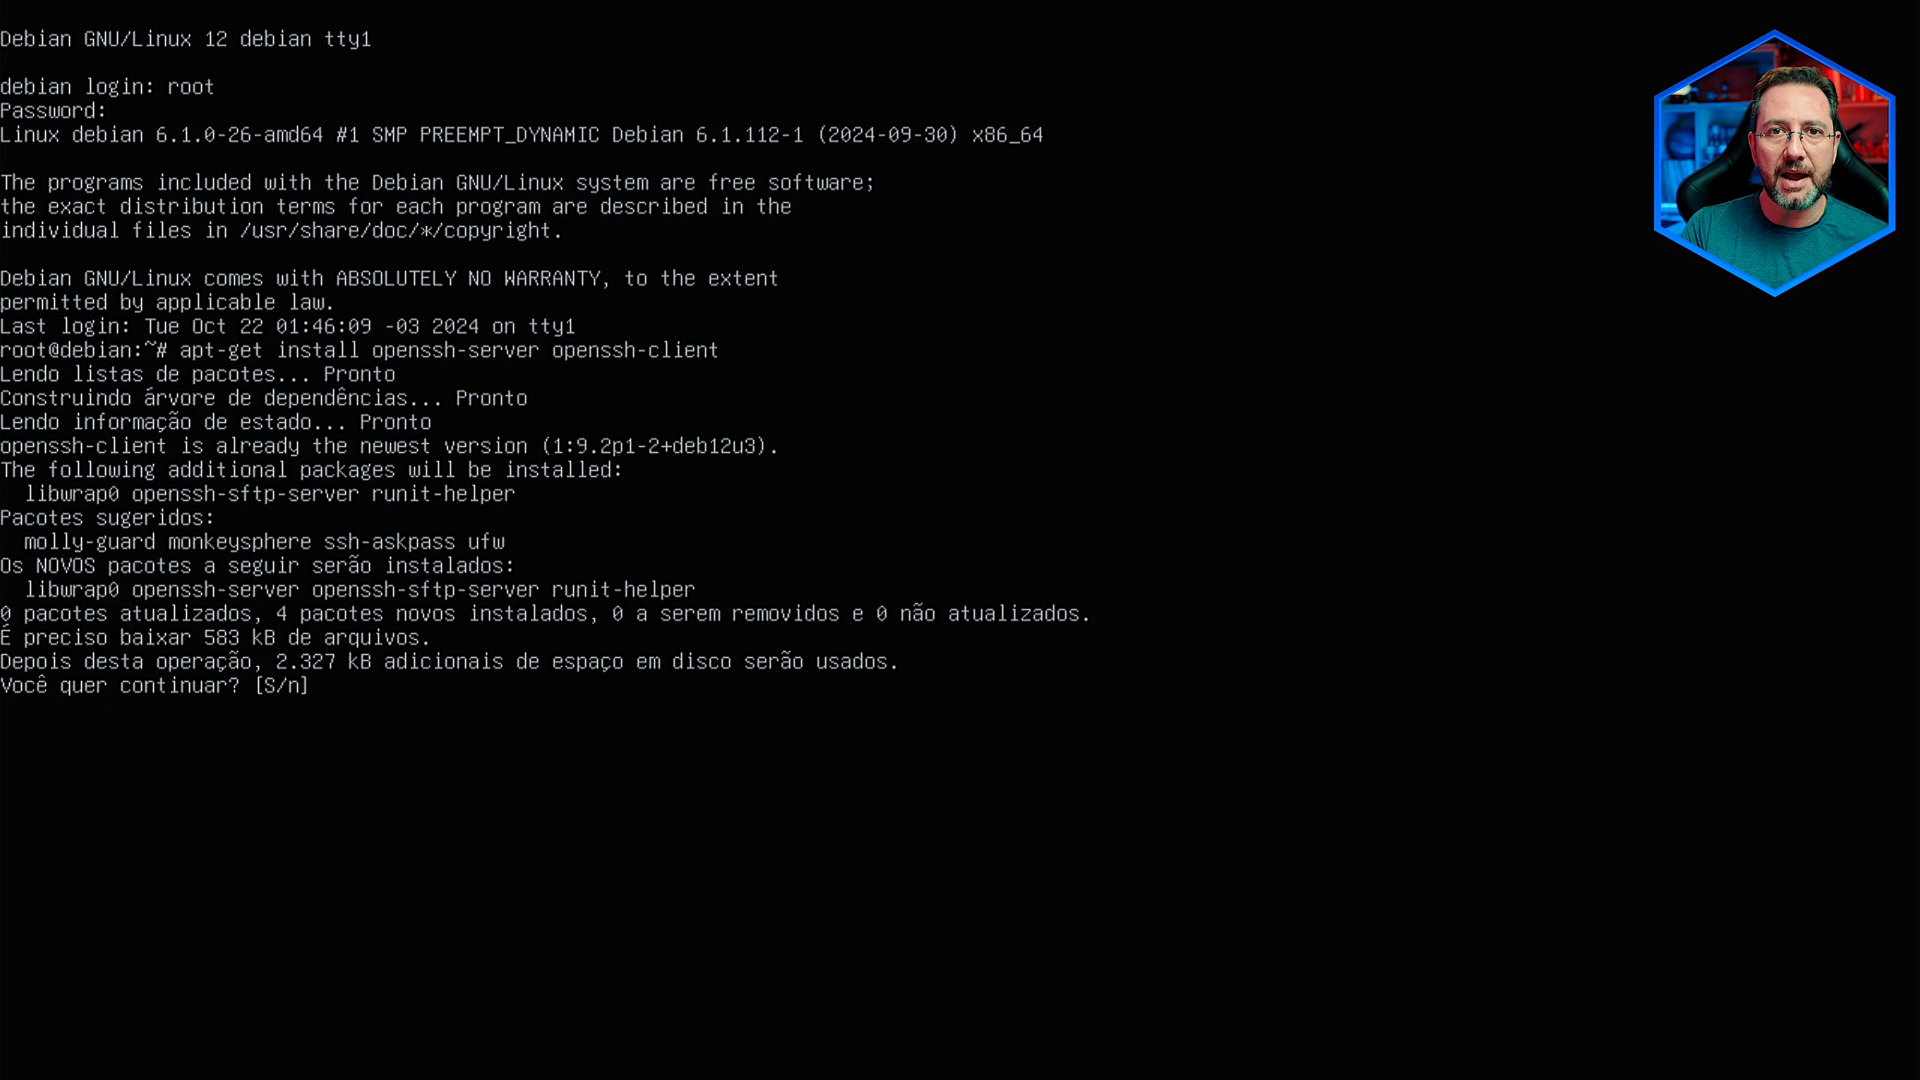 Debian GNU/Linux 12 debian tty1
debian login: root
Password:
Linux debian 6.1.0-26-amd64 #1 SMP PREEMPT_DYNAMIC Debian 6.1.112-1 (2024-09-30) x86_64
The programs included with the Debian GNU/Linux system are free software;
the exact distribution terms for each program are described in the
individual files in /usr/share/doc/*/copyright.
Debian GNU/Linux comes with ABSOLUTELY NO WARRANTY, to the extent
permitted by applicable law.
Last login: Tue Oct 22 01:46:09 -03 2024 on tty1
root@debian:~# apt-get install openssh-server openssh-client
Lendo listas de pacotes... Pronto
Construindo árvore de dependências... Pronto
Lendo informação de estado... Pronto
openssh-client is already the newest version (1:9.2p1-2+deb12u3).
The following additional packages will be installed:
  libwrap0 openssh-sftp-server runit-helper
Pacotes sugeridos:
  molly-guard monkeysphere ssh-askpass ufw
Os NOVOS pacotes a seguir serão instalados:
  libwrap0 openssh-server openssh-sftp-server runit-helper
0 pacotes atualizados, 4 pacotes novos instalados, 0 a serem removidos e 0 não atualizados.
É preciso baixar 583 kB de arquivos.
Depois desta operação, 2.327 kB adicionais de espaço em disco serão usados.
Você quer continuar? [S/n]